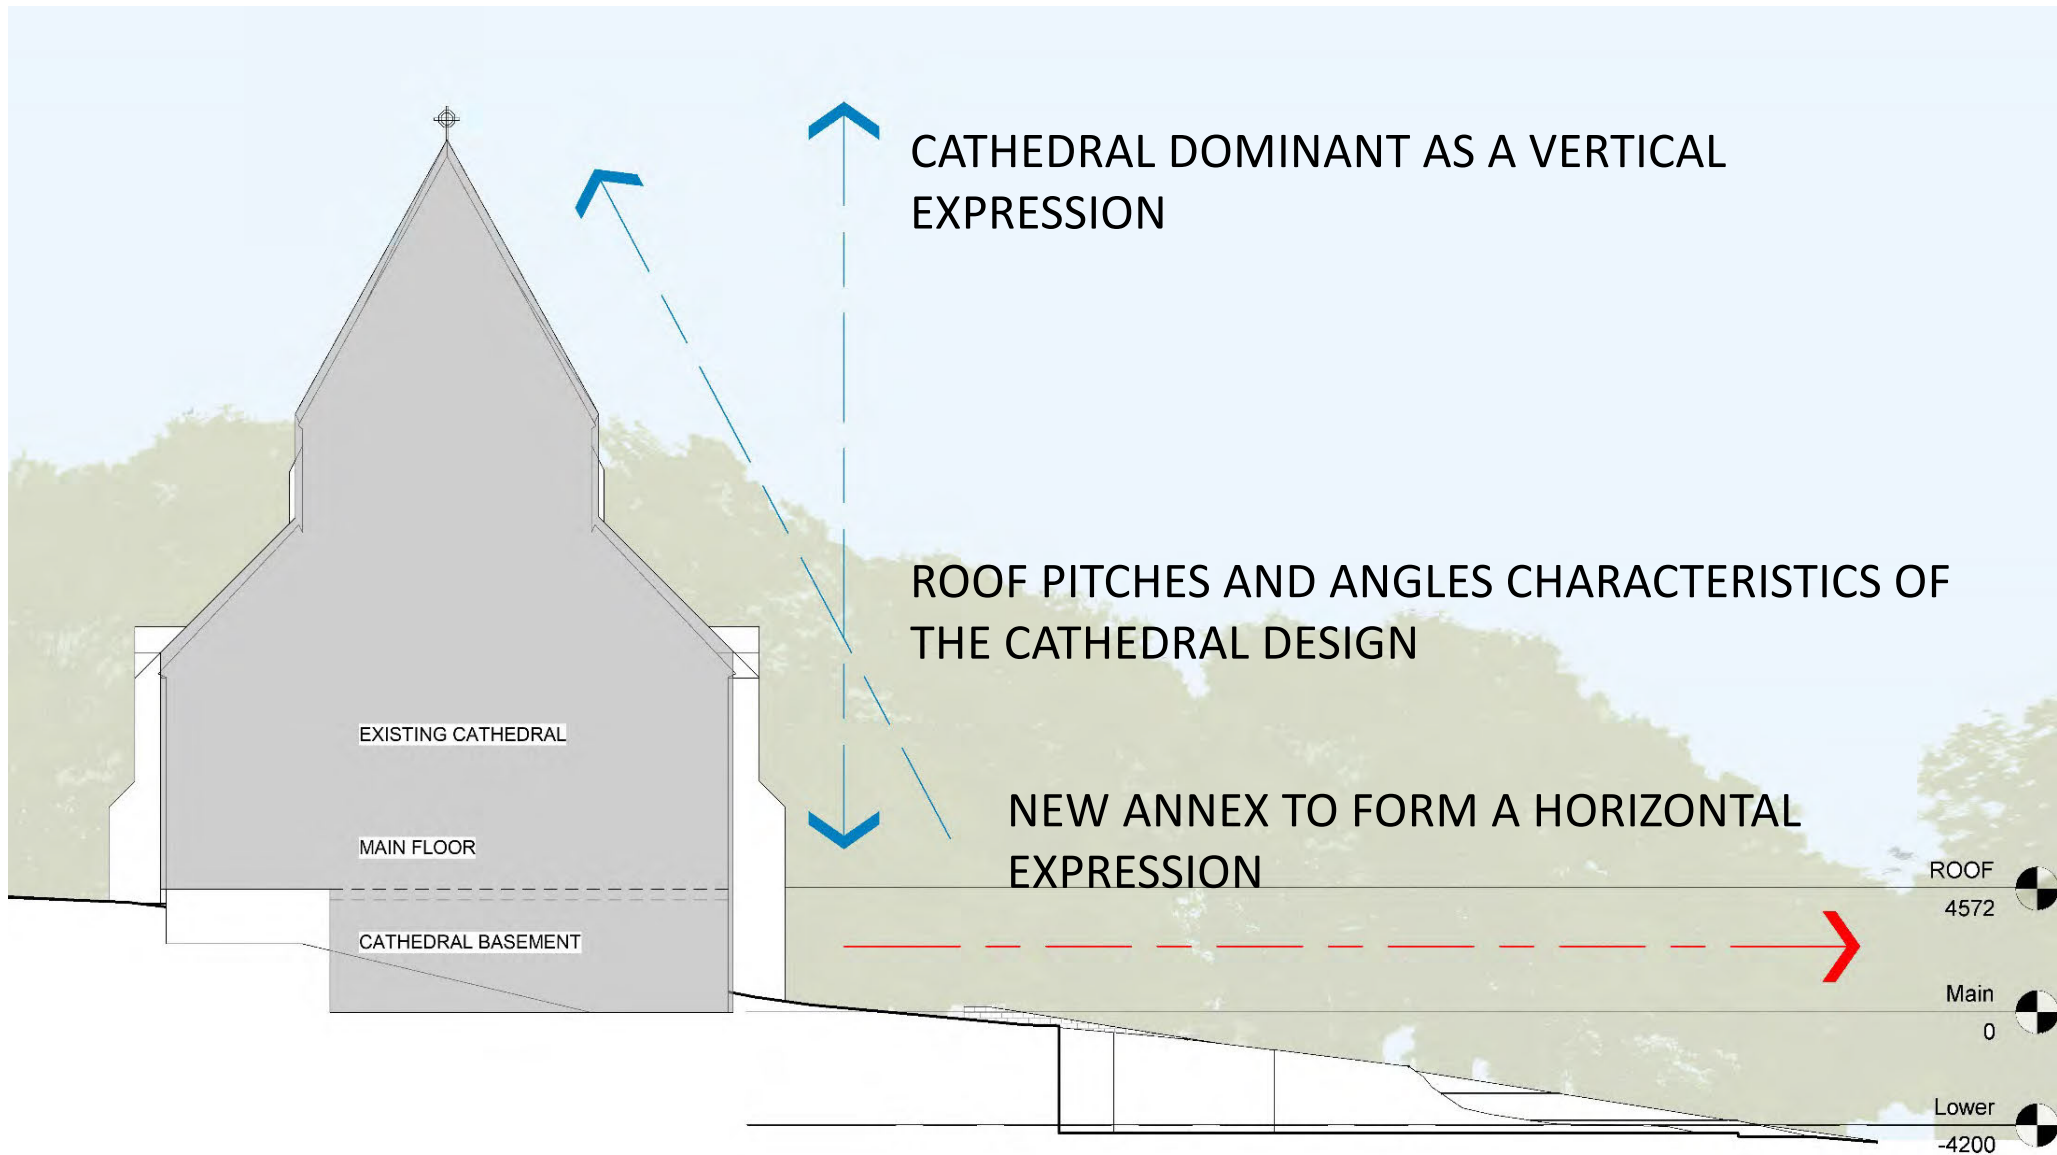 CATHEDRAL DOMINANT AS A VERTICAL
EXPRESSION
ROOF PITCHES AND ANGLES CHARACTERISTICS OF
THE CATHEDRAL DESIGN
EXISTING CATHEDRAL
NEW ANNEX TO FORM A HORIZONTAL
EXPRESSION
MAIN FLOOR
ROOF
4572
CATHEDRAL BASEMENT
Main
0
Lower
-4200